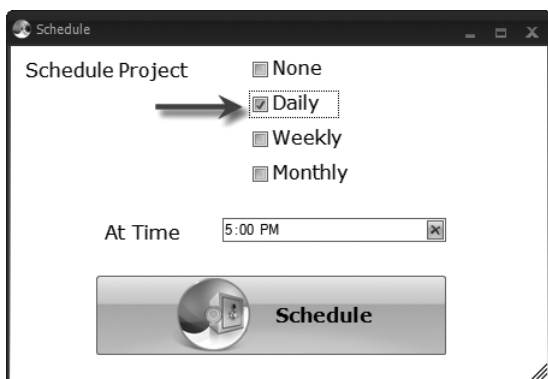 Schedule
Schedule Project
None
Daily
Weekly
Monthly
At Time 5:00 PM
Schedule